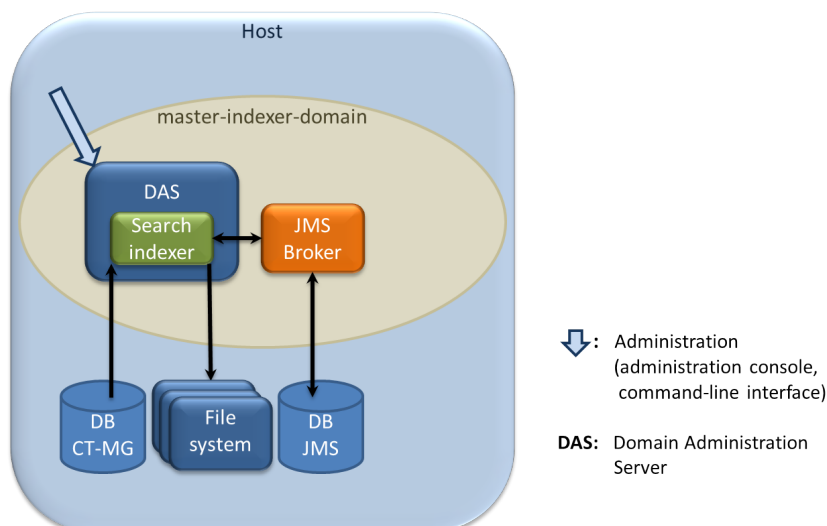 Host
master-indexer-domain
DAS
Search
indexer
JMS
Broker
DB
CT-MG
File
system
DB
JMS
: Administration
(administration console,
command-line interface)
DAS: Domain Administration
Server